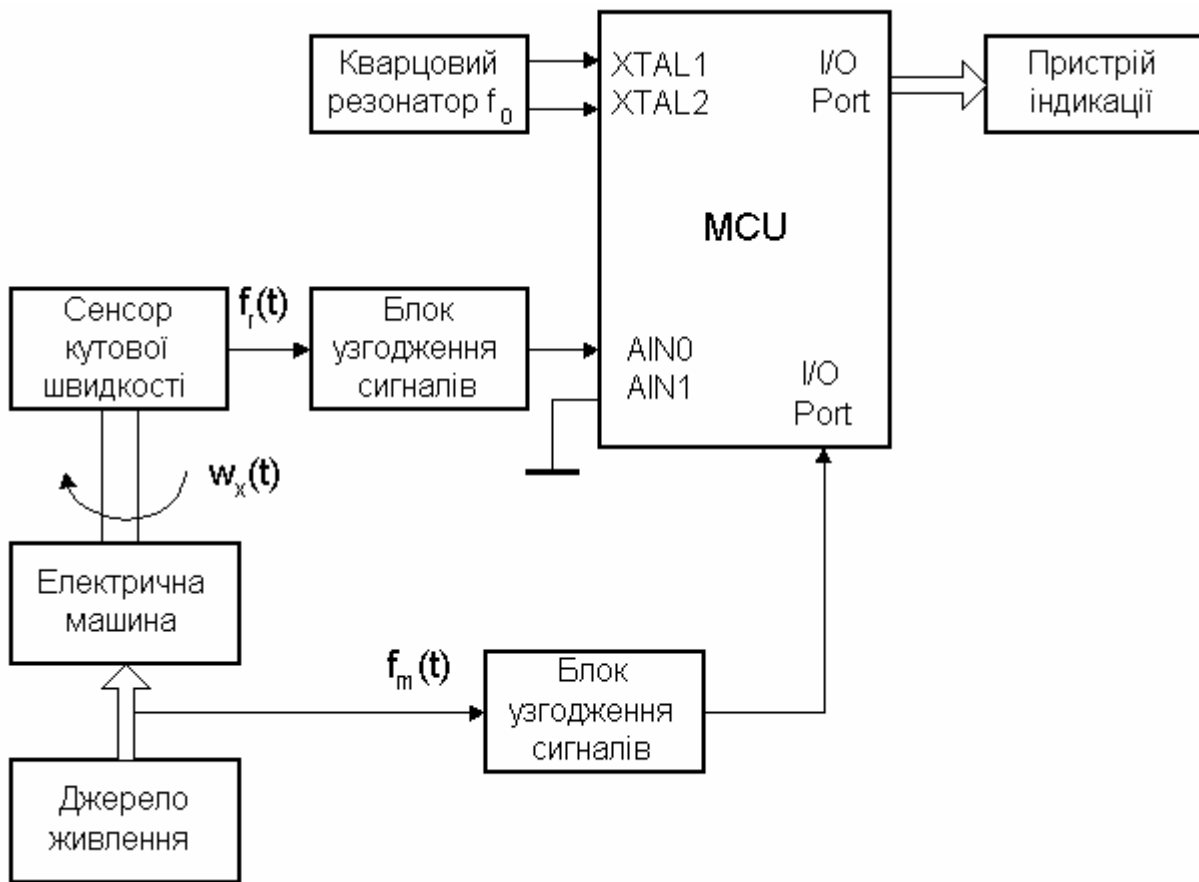 Кварцовий
резонатор f0
XTAL1
XTAL2
I/O
Port
Пристрій
індикації
MCU
Сенсор
кутової
швидкості
fr(t)
Блок
узгодження
сигналів
AIN0
AIN1
I/O
Port
wx(t)
Електрична
машина
fm(t)
Блок
узгодження
сигналів
Джерело
живлення